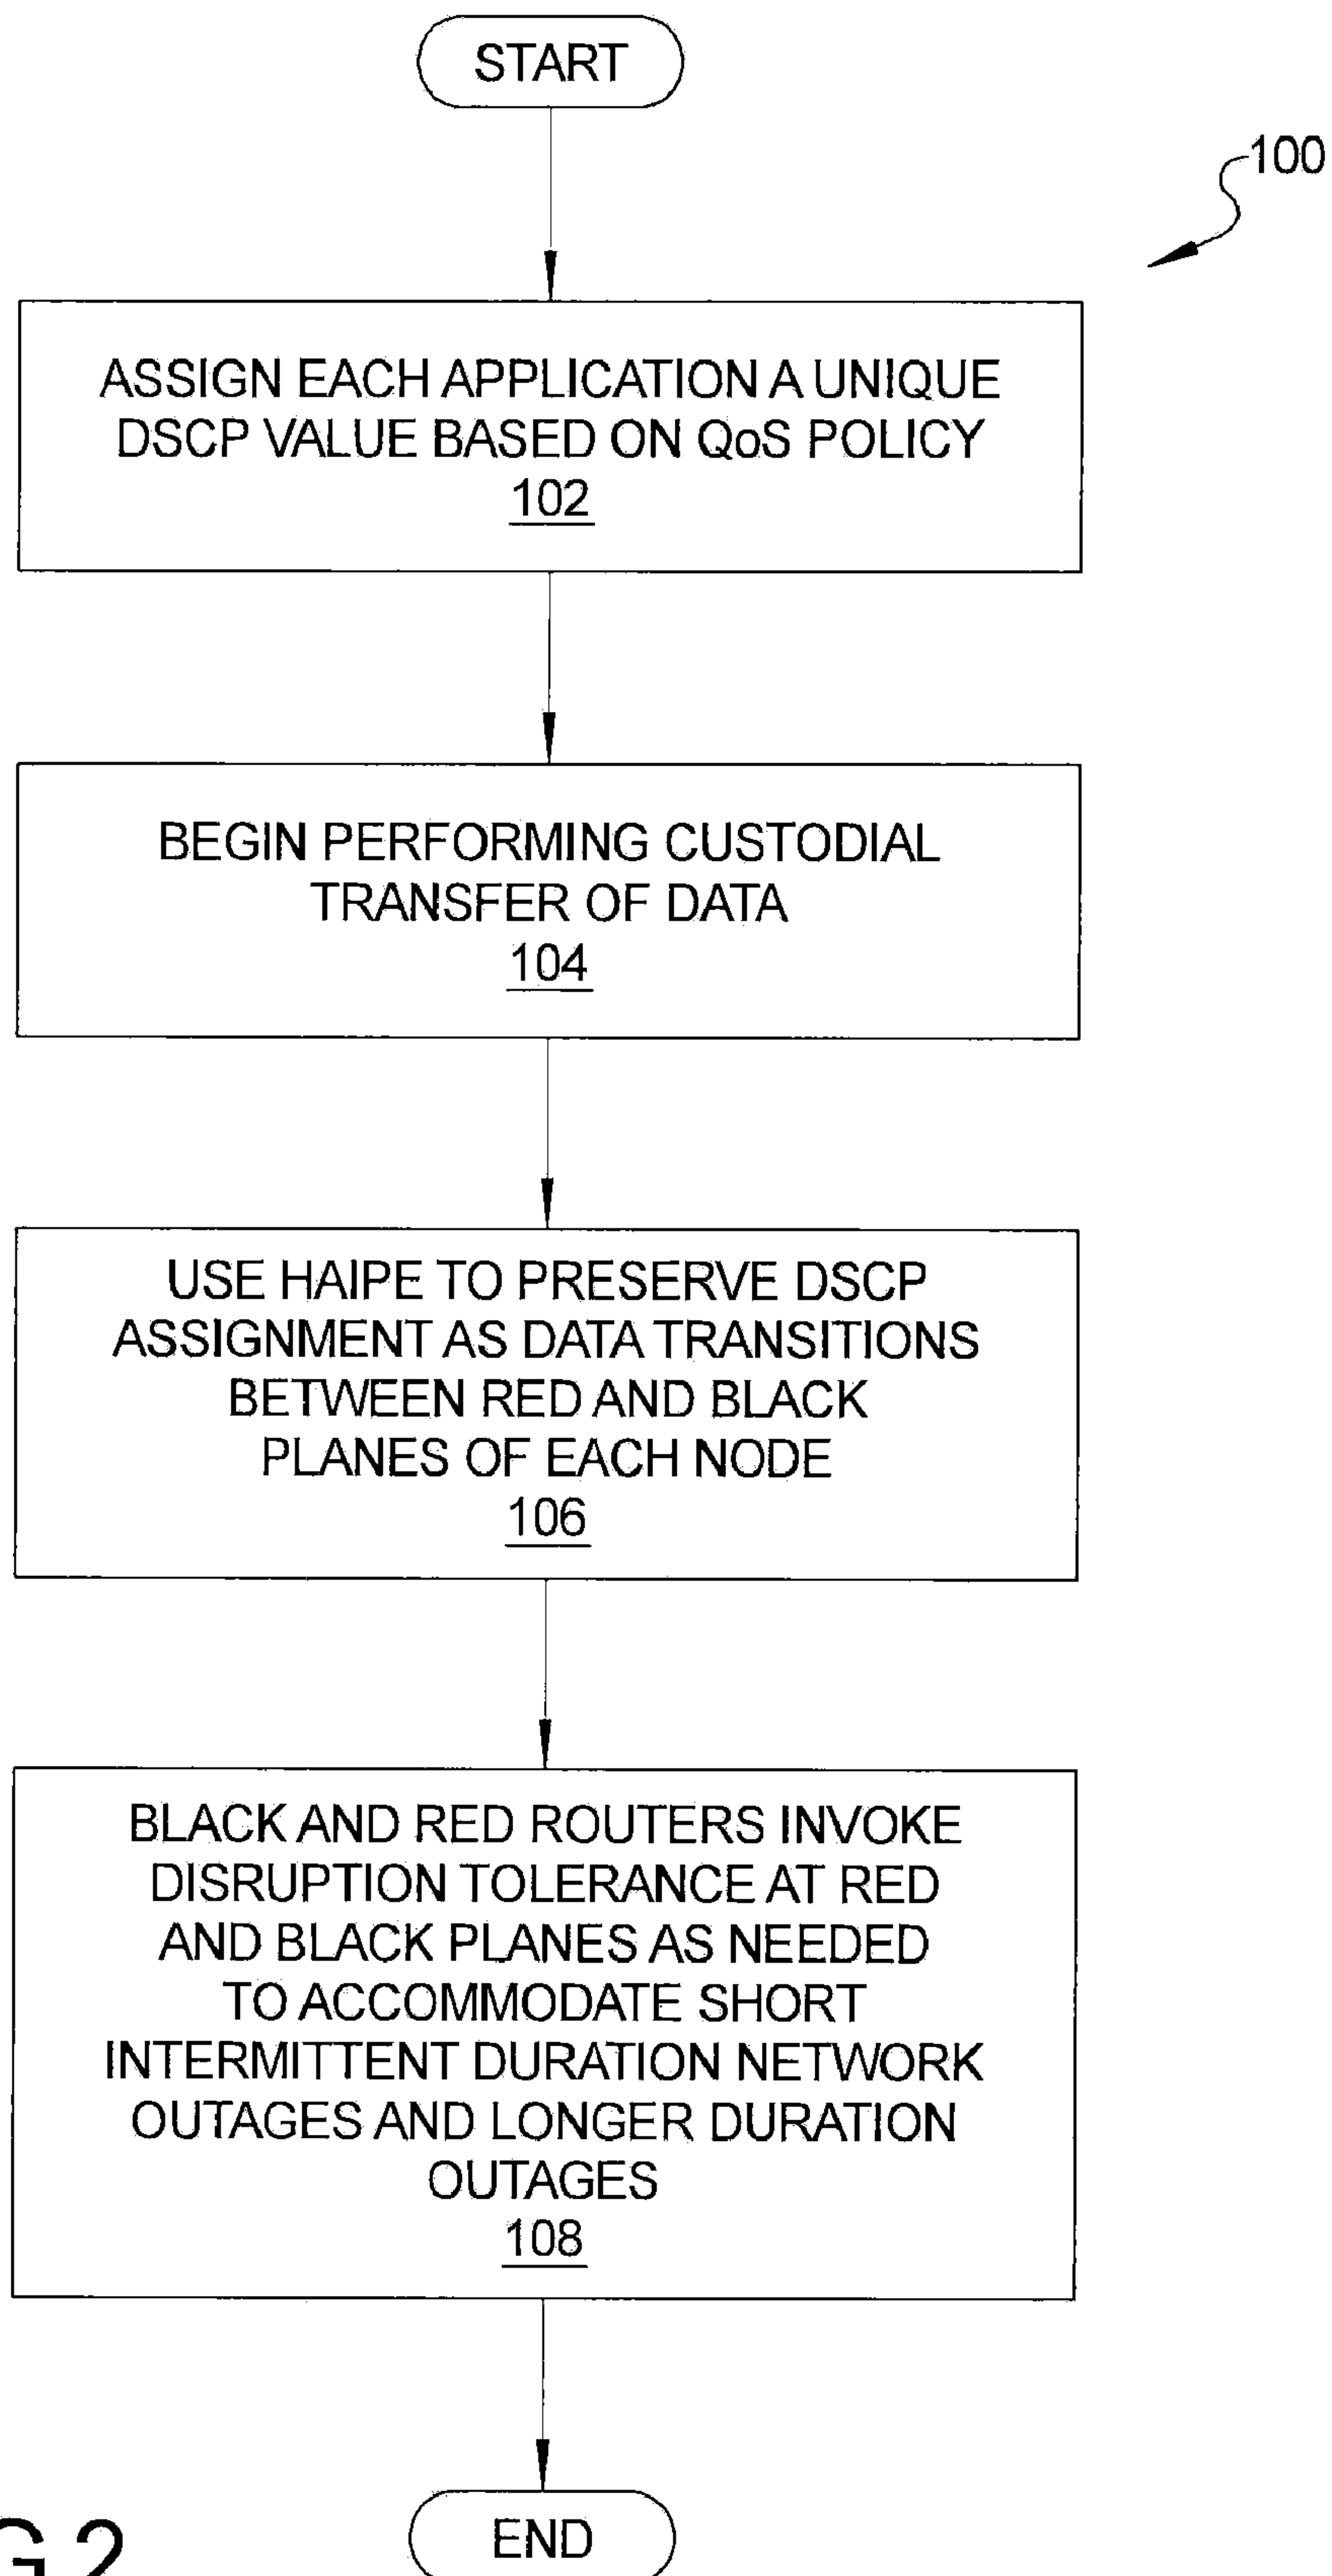 START
100
ASSIGN EACH APPLICATION A UNIQUE
DSCP VALUE BASED ON QoS POLICY
102
BEGIN PERFORMING CUSTODIAL
TRANSFER OF DATA
104
USE HAIPE TO PRESERVE DSCP
ASSIGNMENT AS DATA TRANSITIONS
BETWEEN RED AND BLACK
PLANES OF EACH NODE
106
BLACK AND RED ROUTERS INVOKE
DISRUPTION TOLERANCE AT RED
AND BLACK PLANES AS NEEDED
TO ACCOMMODATE SHORT
INTERMITTENT DURATION NETWORK
OUTAGES AND LONGER DURATION
OUTAGES
108
END
G 2